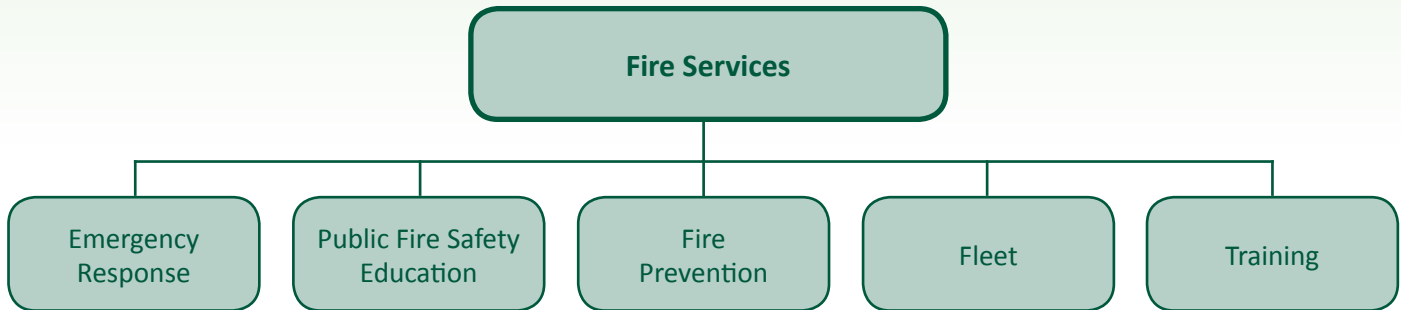 Fire Services
Emergency
Response
Public Fire Safety
Education
Fire
Prevention
Fleet
Training